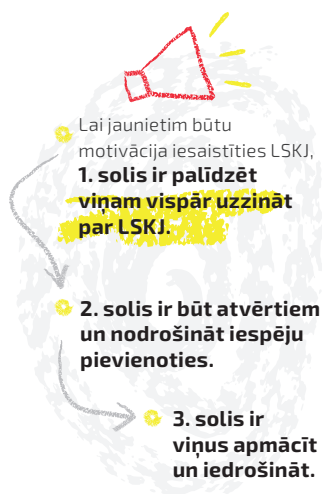 Lai jaunietim būtu
motivācija iesaistīties LSKJ,
1. solis ir palīdzēt
viņam vispār uzzināt
par LSKJ.
2. solis ir būt atvērtiem
un nodrošināt iespēju
pievienoties.
3. solis ir
viņus apmācīt
un iedrošināt.